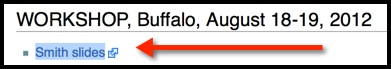 WORKSHOP, Buffalo, August 18-19, 2012
Smith slides